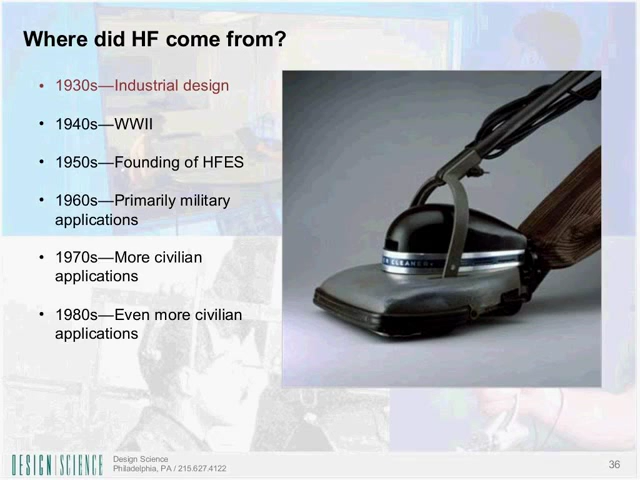 Where did HF come from?
• 1930s—Industrial design
• 1940s—WWII
• 1950s—Founding of HFES
• 1960s—Primarily military
applications
• 1970s—More civilian
applications
• 1980s—Even more civilian
applications
CLEANER
DESIGN SCIENCE
Design Science
Philadelphia, PA / 215.627.4122
36